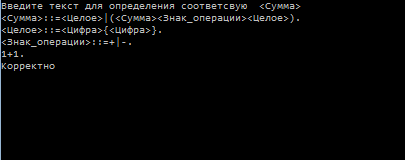 Введите текст для определения соответсвую  <Сумма>
<Сумма>::=<Целое>|(<Сумма><Знак_операции><Целое>).
<Целое>::=<Цифра>{<Цифра>}.
<Знак_операции>::=+|-.
1+1.
Корректно